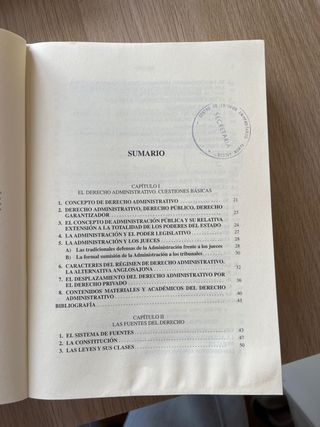 SECRETARIA
SUMARIO
CAPÍTULO I
EL DERECHO ADMINISTRATIVO. CUESTIONES BÁSICAS
1. CONCEPTO DE DERECHO ADMINISTRATIVO 21
2. DERECHO ADMINISTRATIVO, DERECHO PÚBLICO, DERECHO
GARANTIZADOR 23
3. EL CONCEPTO DE ADMINISTRACIÓN PÚBLICA Y SU RELATIVA
EXTENSIÓN A LA TOTALIDAD DE LOS PODERES DEL ESTADO 24
4. LA ADMINISTRACIÓN Y EL PODER LEGISLATIVO 27
5. LA ADMINISTRACIÓN Y LOS JUECES 28
A) Las tradicionales defensas de la Administración frente a los jueces
B) La formal sumisión de la Administración a los tribunales
6. CARACTERES DEL RÉGIMEN DE DERECHO ADMINISTRATIVO.
LA ALTERNATIVA ANGLOSAJONA 32
7. EL DESPLAZAMIENTO DEL DERECHO ADMINISTRATIVO POR
EL DERECHO PRIVADO 36
8. CONTENIDOS MATERIALES Y ACADÉMICOS DEL DERECHO
ADMINISTRATIVO
BIBLIOGRAFÍA 41
CAPÍTULO II
LAS FUENTES DEL DERECHO
1. EL SISTEMA DE FUENTES 43
2. LA CONSTITUCIÓN 47
3. LAS LEYES Y SUS CLASES 50